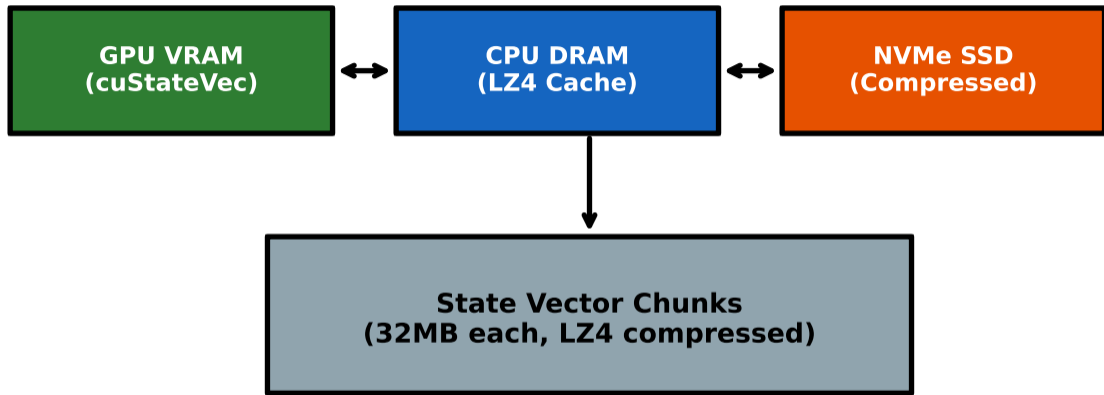 GPU VRAM
(cuStateVec)
CPU DRAM
(LZ4 Cache)
NVMe SSD
(Compressed)
State Vector Chunks
(32MB each, LZ4 compressed)